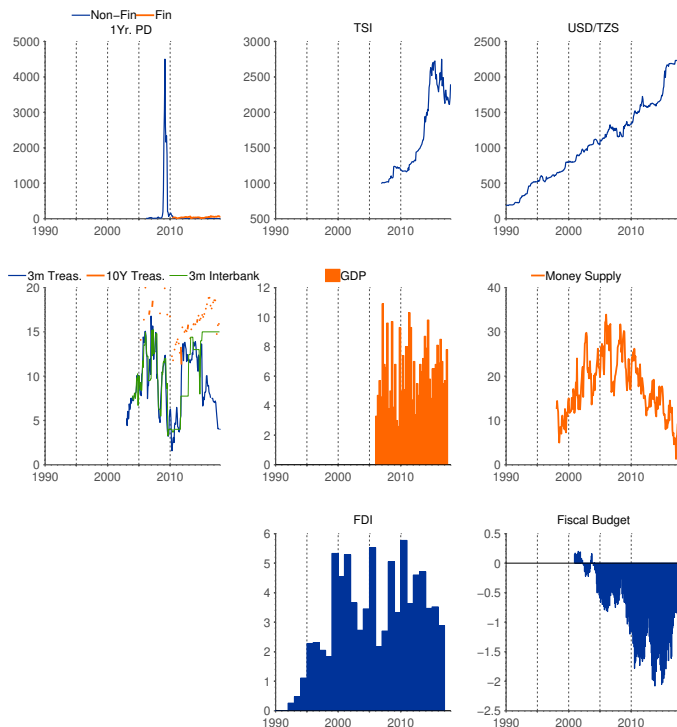 Non−Fin Fin
1Yr. PD
5000
4000
3000
2000
1000
0
1990 2000 2010
TSI
3000
2500
2000
1500
1000
500
1990 2000 2010
USD/TZS
2500
2000
1500
1000
500
0
1990 2000 2010
3m Treas. 10Y Treas. 3m Interbank
20
15
10
5
0
1990 2000 2010
GDP
12
10
8
6
4
2
0
1990 2000 2010
Money Supply
40
30
20
10
0
1990 2000 2010
FDI
6
5
4
3
2
1
0
1990 2000 2010
Fiscal Budget
0.5
0
−0.5
−1
−1.5
−2
−2.5
1990 2000 2010